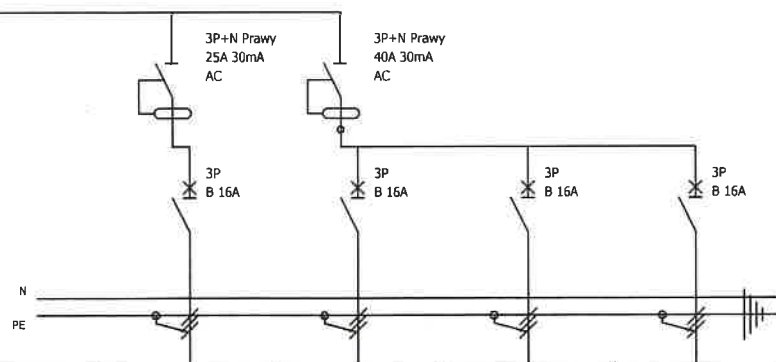 3P+N Prawy
25A 30mA
AC
3P+N Prawy
40A 30mA
AC
3P
B 16A
3P
B 16A
3P
B 16A
3P
B 16A
N
PE